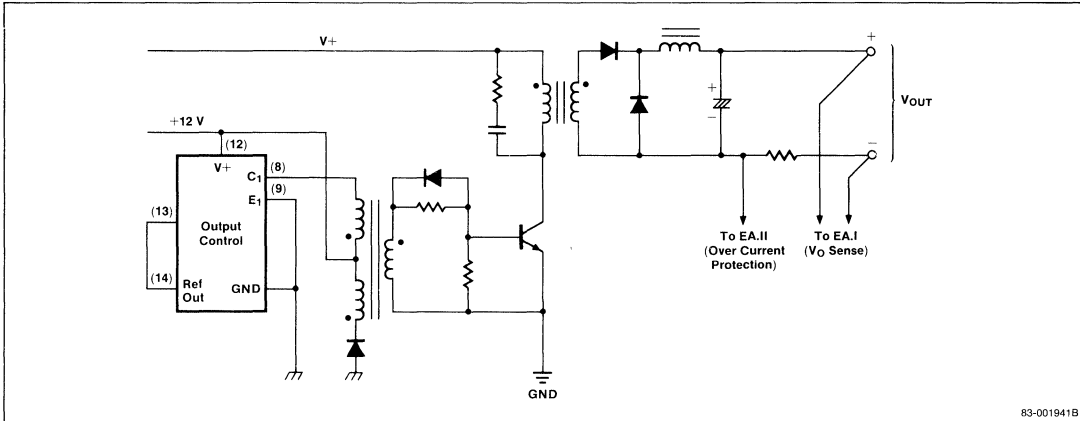 V+
+12 V
(12)
V+
C1
(8)
E1
(9)
(13)
Output
Control
(14)
Ref
Out
GND
GND
+
−
+
VOUT
−
To EA.II
(Over Current
Protection)
To EA.I
(VO Sense)
83-001941B